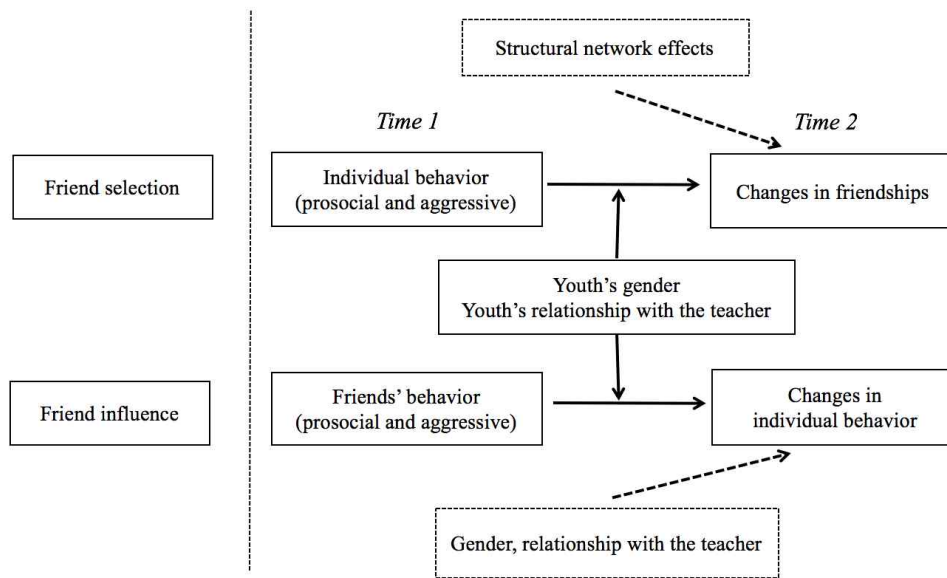 Structural network effects
Time 1
Time 2
Friend selection
Individual behavior
(prosocial and aggressive)
Changes in friendships
Youth’s gender
Youth’s relationship with the teacher
Friend influence
Friends’ behavior
(prosocial and aggressive)
Changes in
individual behavior
Gender, relationship with the teacher